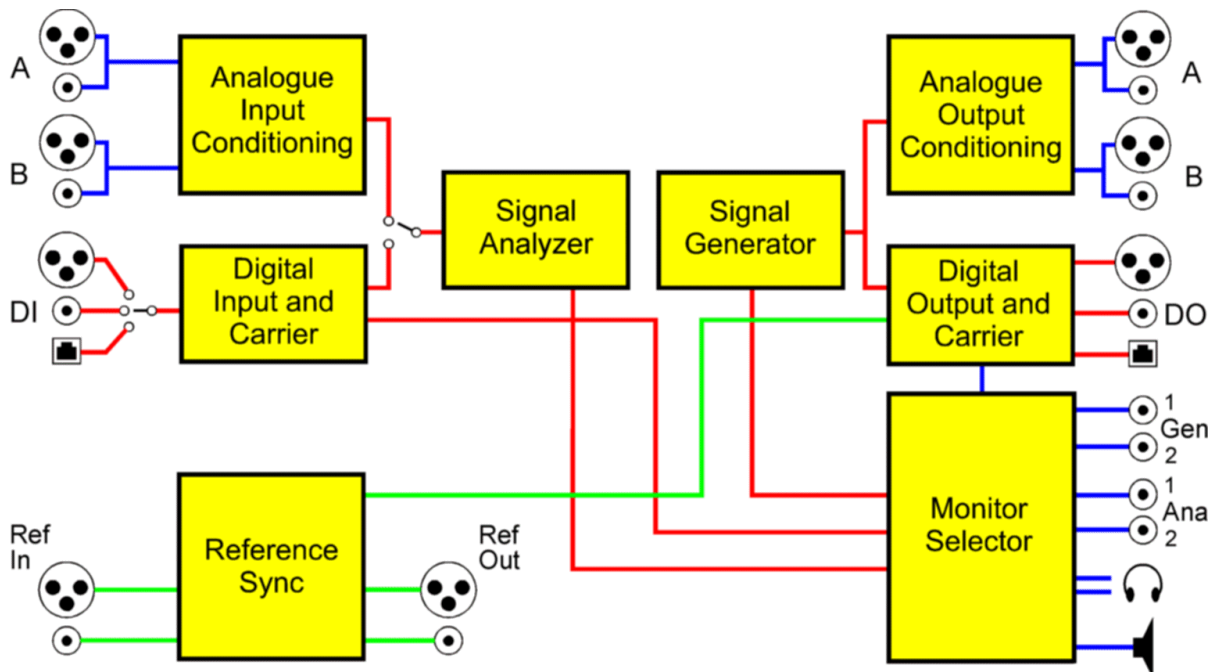 A
B
DI
Analogue
Input
Conditioning
Digital
Input and
Carrier
Signal
Analyzer
Signal
Generator
Analogue
Output
Conditioning
A
B
Digital
Output and
Carrier
DO
Monitor
Selector
1
Gen
2
1
Ana
2
Ref
In
Reference
Sync
Ref
Out